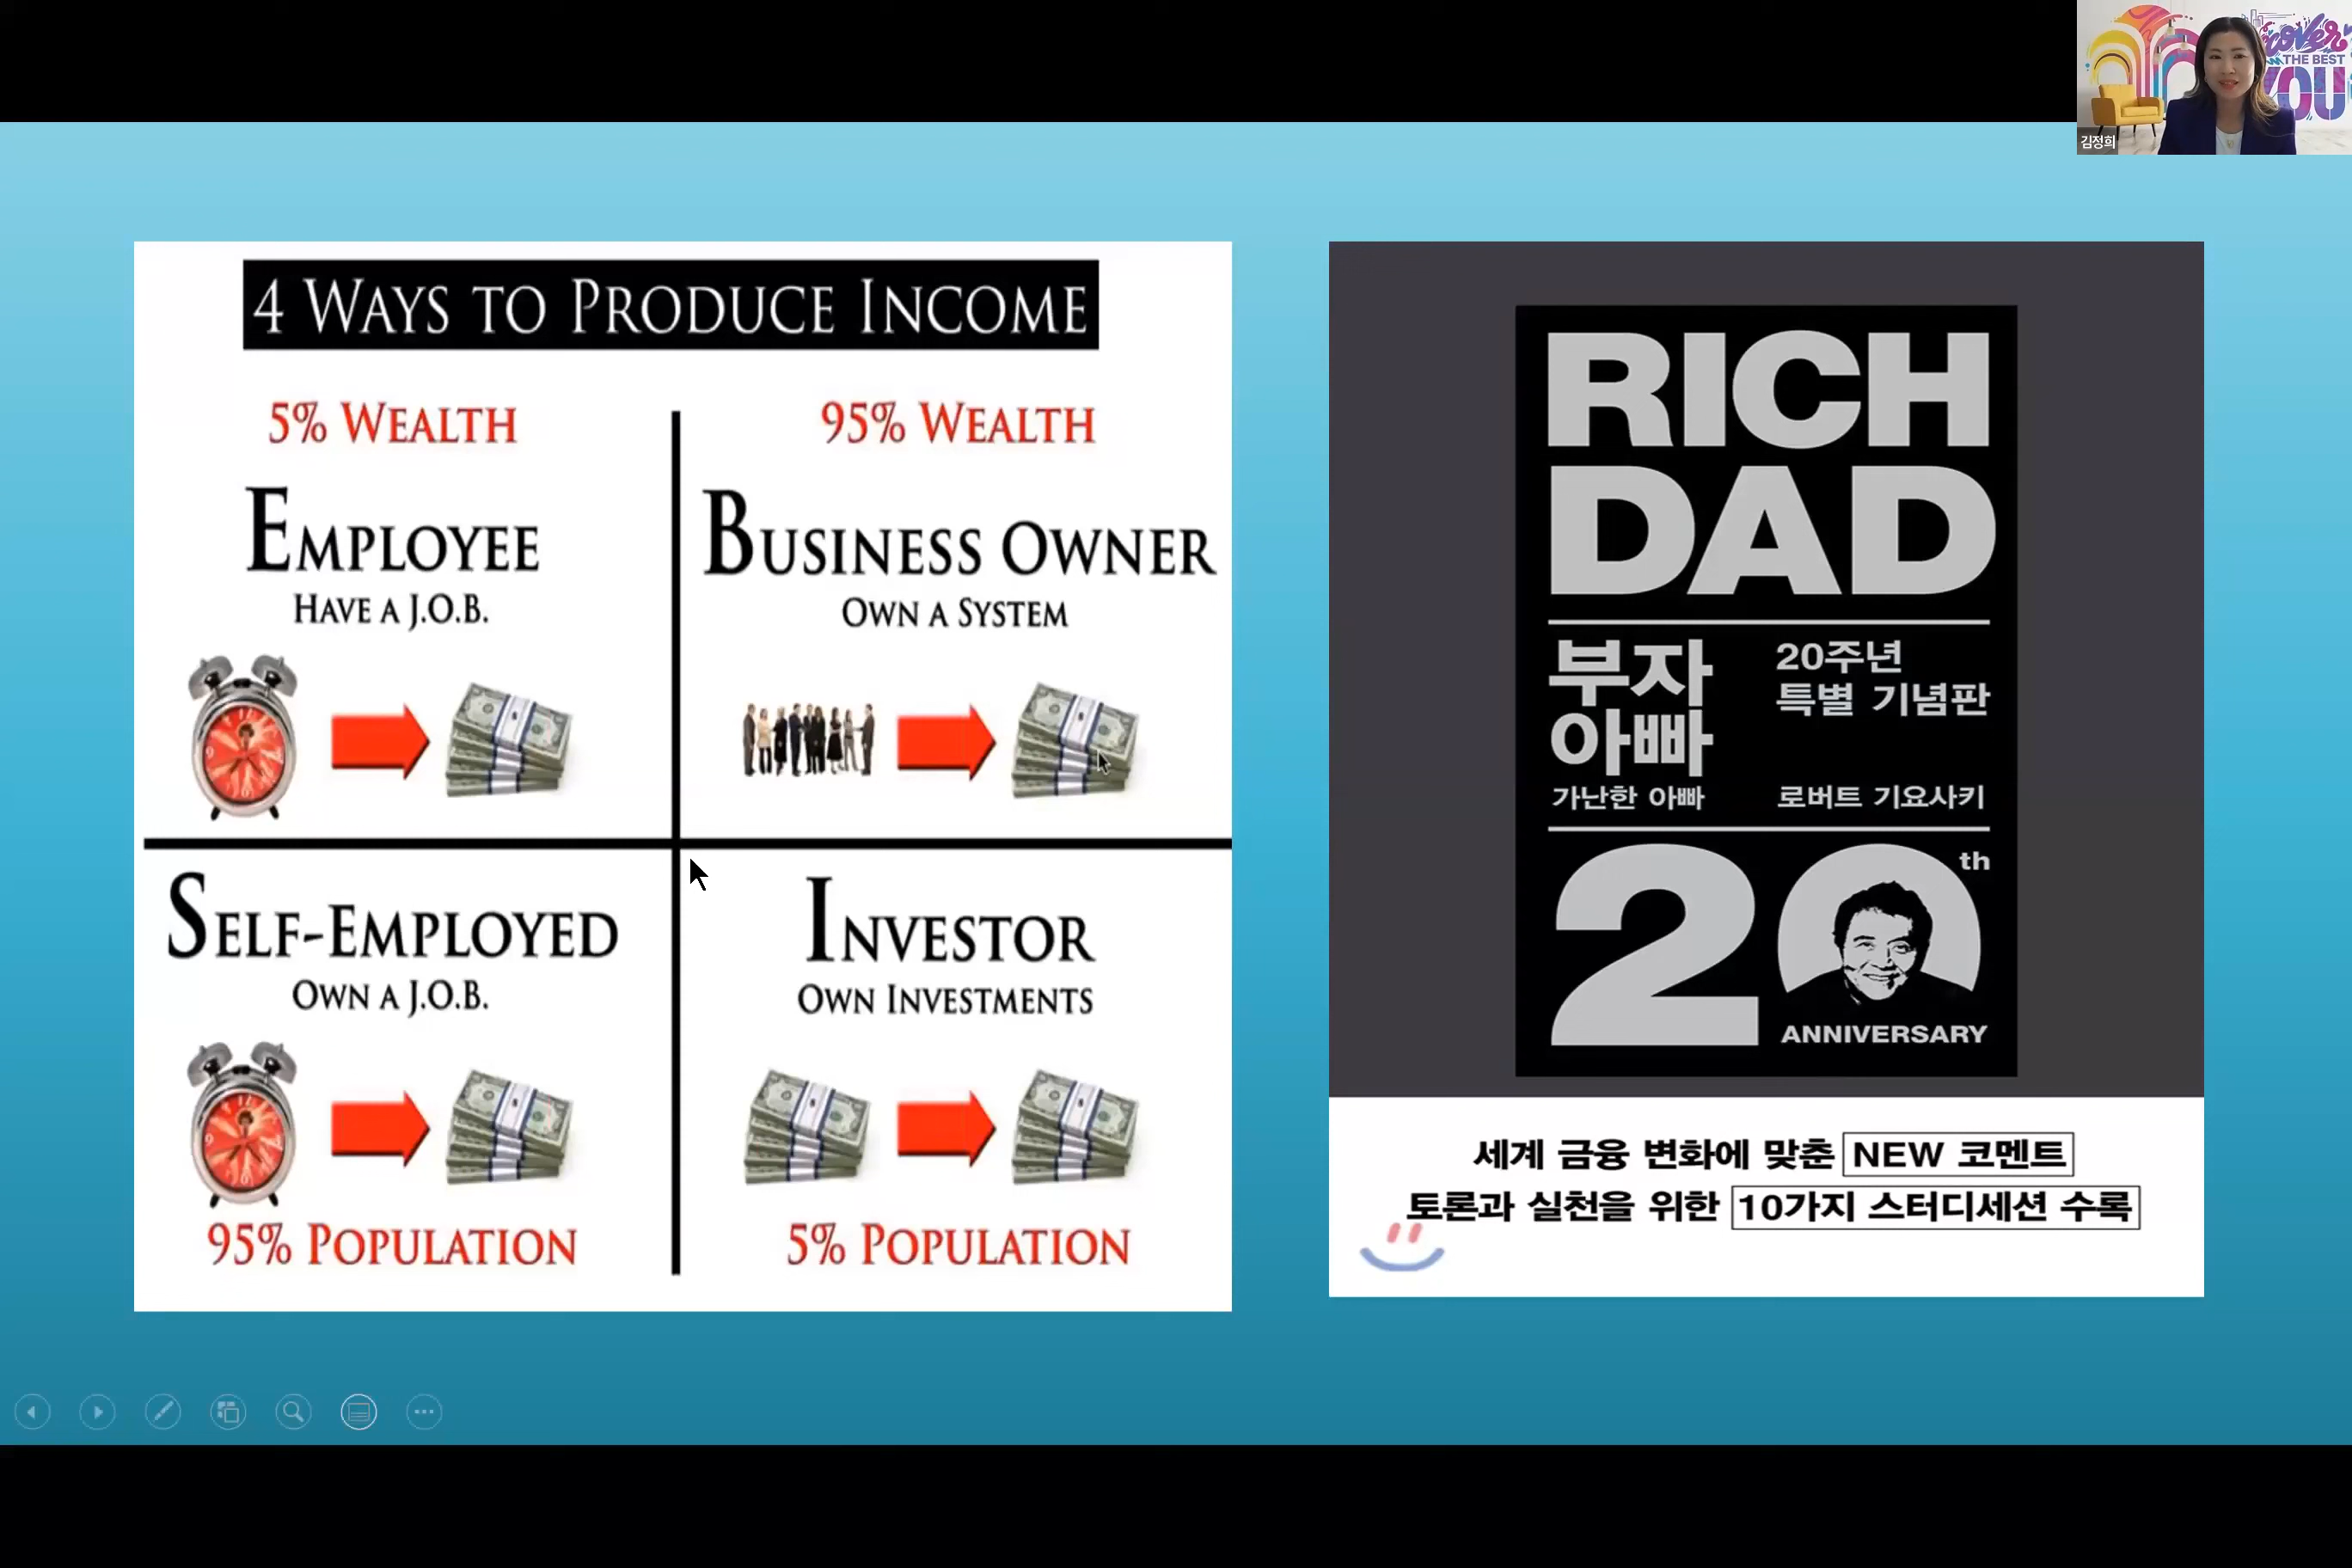 4 WAYS TO PRODUCE INCOME
5% WEALTH
95% WEALTH
EMPLOYEE
HAVE A J.O.B.
BUSINESS OWNER
OWN A SYSTEM
SELF-EMPLOYED
OWN A J.O.B.
INVESTOR
OWN INVESTMENTS
95% POPULATION
5% POPULATION
RICH
DAD
부자
아빠
가난한 아빠
20주년
특별 기념판
로버트 기요사키
20th
ANNIVERSARY
세계 금융 변화에 맞춘 NEW 코멘트
토론과 실천을 위한 10가지 스터디세션 수록
THE BEST
YOU
김정희